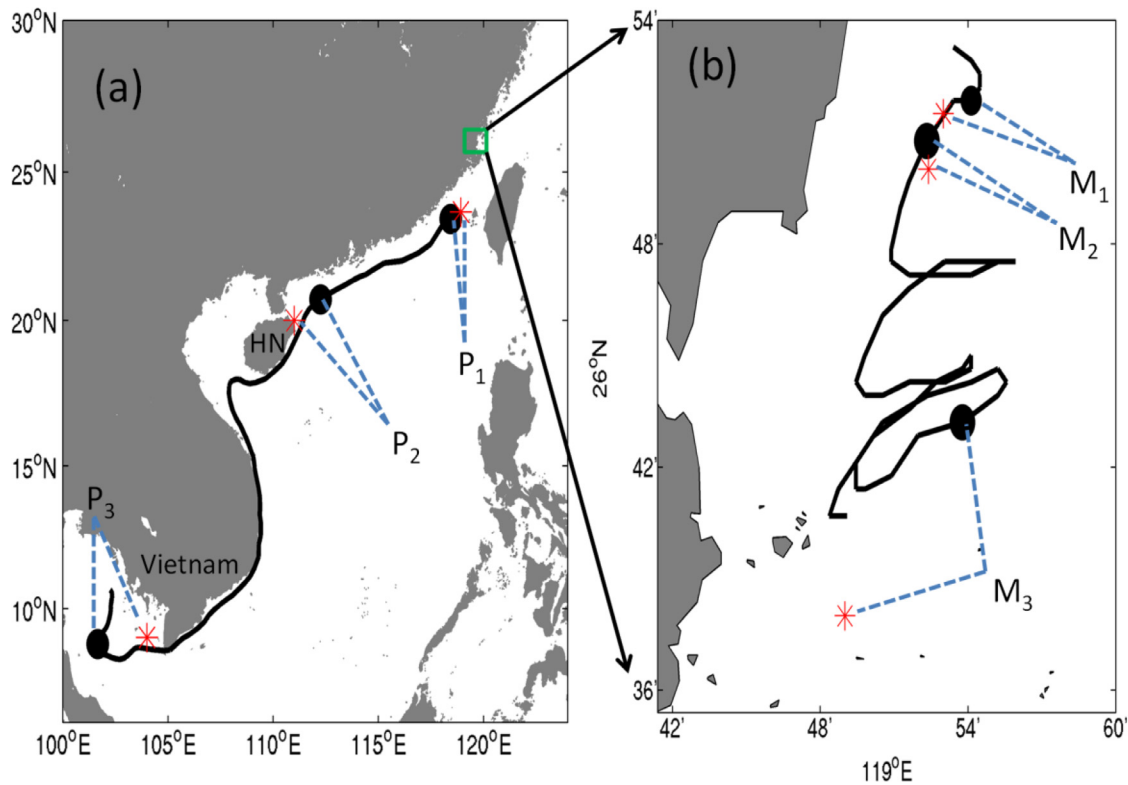 (a)
30°N
25°N
20°N
15°N
10°N
100°E
105°E
110°E
115°E
120°E
HN
Vietnam
P₁
P₂
P₃
(b)
54'
48'
42'
36'
26°N
42'
48'
54'
60'
119°E
M₁
M₂
M₃